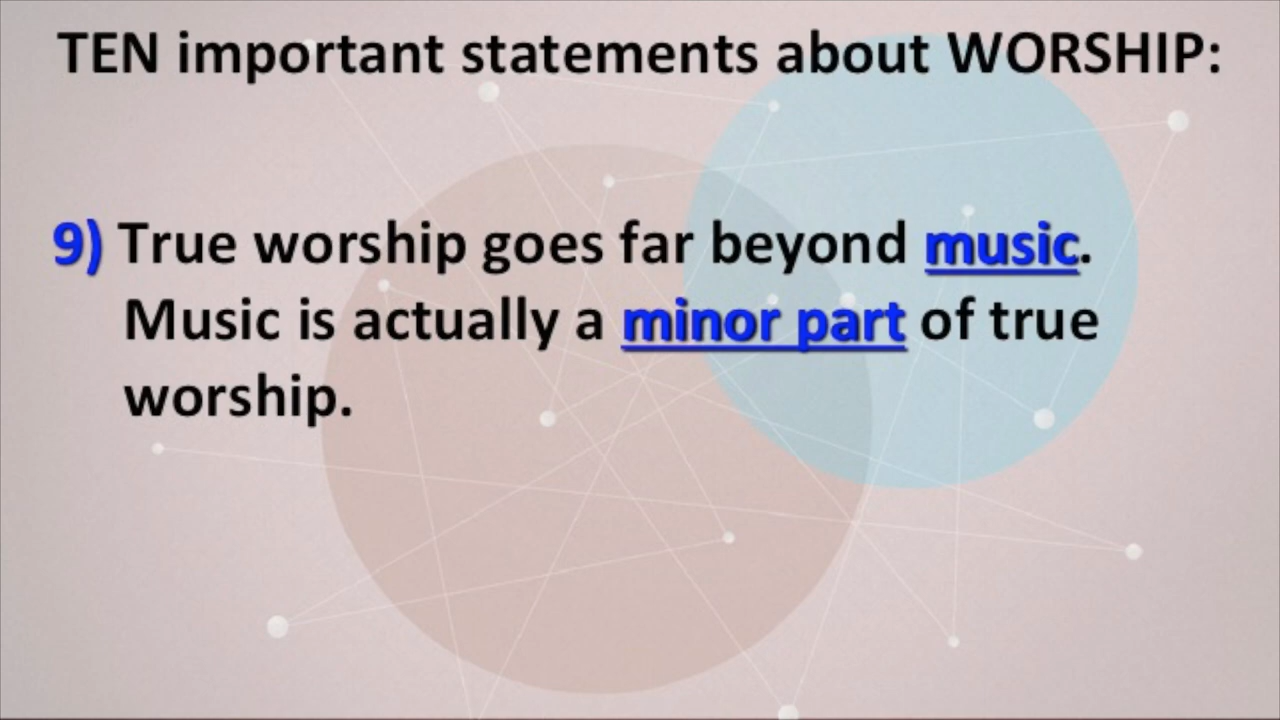 TEN important statements about WORSHIP:
9) True worship goes far beyond music.
Music is actually a minor part of true
worship.